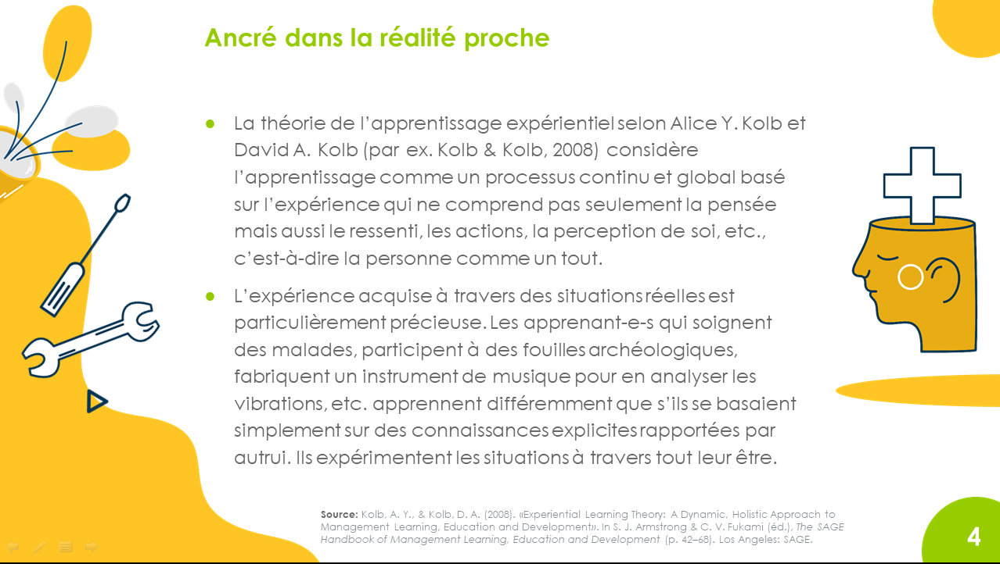 Ancré dans la réalité proche
● La théorie de l’apprentissage expérientiel selon Alice Y. Kolb et
David A. Kolb (par ex. Kolb & Kolb, 2008) considère
l’apprentissage comme un processus continu et global basé
sur l’expérience qui ne comprend pas seulement la pensée
mais aussi le ressenti, les actions, la perception de soi, etc.,
c’est-à-dire la personne comme un tout.
● L’expérience acquise à travers des situations réelles est
particulièrement précieuse. Les apprenant-e-s qui soignent
des malades, participent à des fouilles archéologiques,
fabriquent un instrument de musique pour en analyser les
vibrations, etc. apprennent différemment que s’ils se basaient
simplement sur des connaissances explicites rapportées par
autrui. Ils expérimentent les situations à travers tout leur être.
Source: Kolb, A. Y., & Kolb, D. A. (2008). «Experiential Learning Theory: A Dynamic, Holistic Approach to
Management Learning, Education and Development». In S. J. Armstrong & C. V. Fukami (éd.), The SAGE
Handbook of Management Learning, Education and Development (p. 42–68). Los Angeles: SAGE.
4